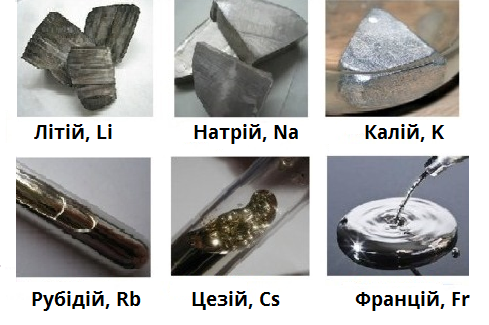 Літій, Li
Натрій, Na
Калій, K
Рубідій, Rb
Цезій, Cs
Францій, Fr